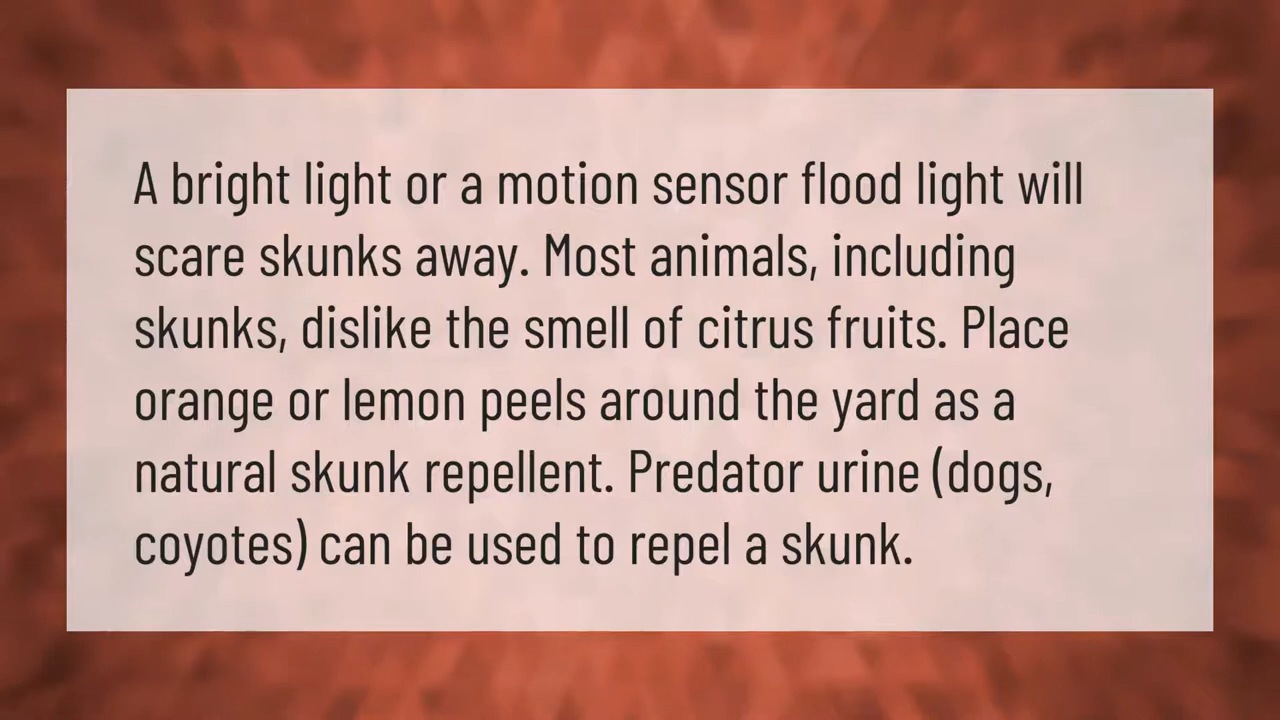 A bright light or a motion sensor flood light will
scare skunks away. Most animals, including
skunks, dislike the smell of citrus fruits. Place
orange or lemon peels around the yard as a
natural skunk repellent. Predator urine (dogs,
coyotes) can be used to repel a skunk.